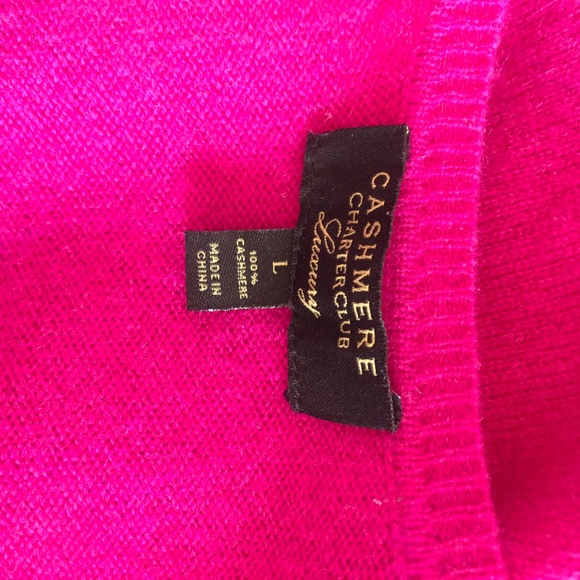 CASHMERE
CHARTER CLUB
Luxury
L
100%
CASHMERE
MADE IN
CHINA